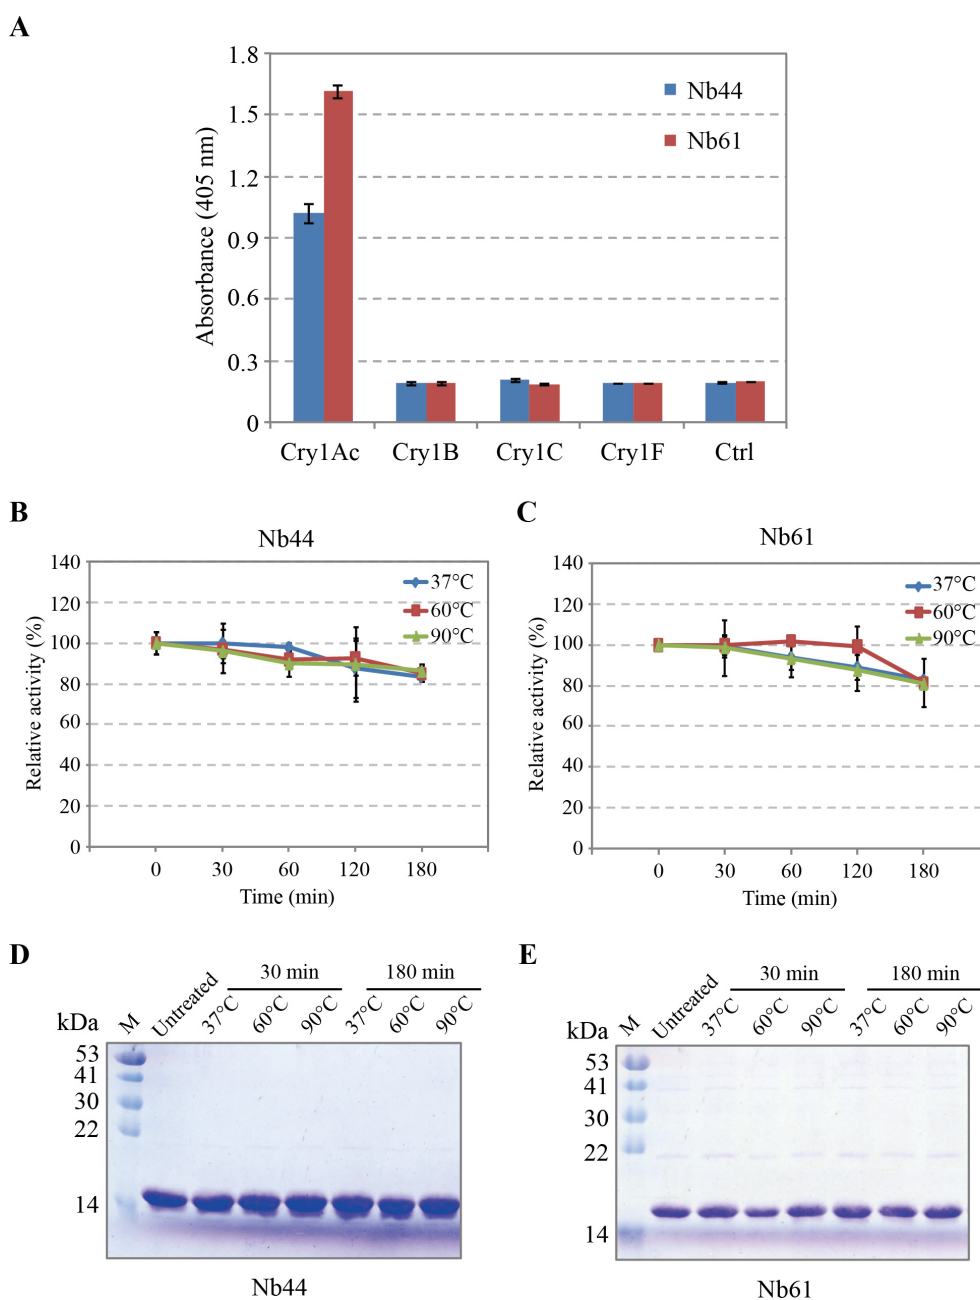 A
1.8
1.5
1.2
0.9
0.6
0.3
0
Absorbance (405 nm)
Nb44
Nb61
Cry1Ac Cry1B Cry1C Cry1F Ctrl
B
Nb44
140
120
100
80
60
40
20
0
Relative activity (%)
37°C
60°C
90°C
0 30 60 120 180
Time (min)
C
Nb61
140
120
100
80
60
40
20
0
Relative activity (%)
37°C
60°C
90°C
0 30 60 120 180
Time (min)
D
30 min 180 min
kDa M Untreated 37°C 60°C 90°C 37°C 60°C 90°C
53
41
30
22
14
Nb44
E
30 min 180 min
kDa M Untreated 37°C 60°C 90°C 37°C 60°C 90°C
53
41
30
22
14
Nb61